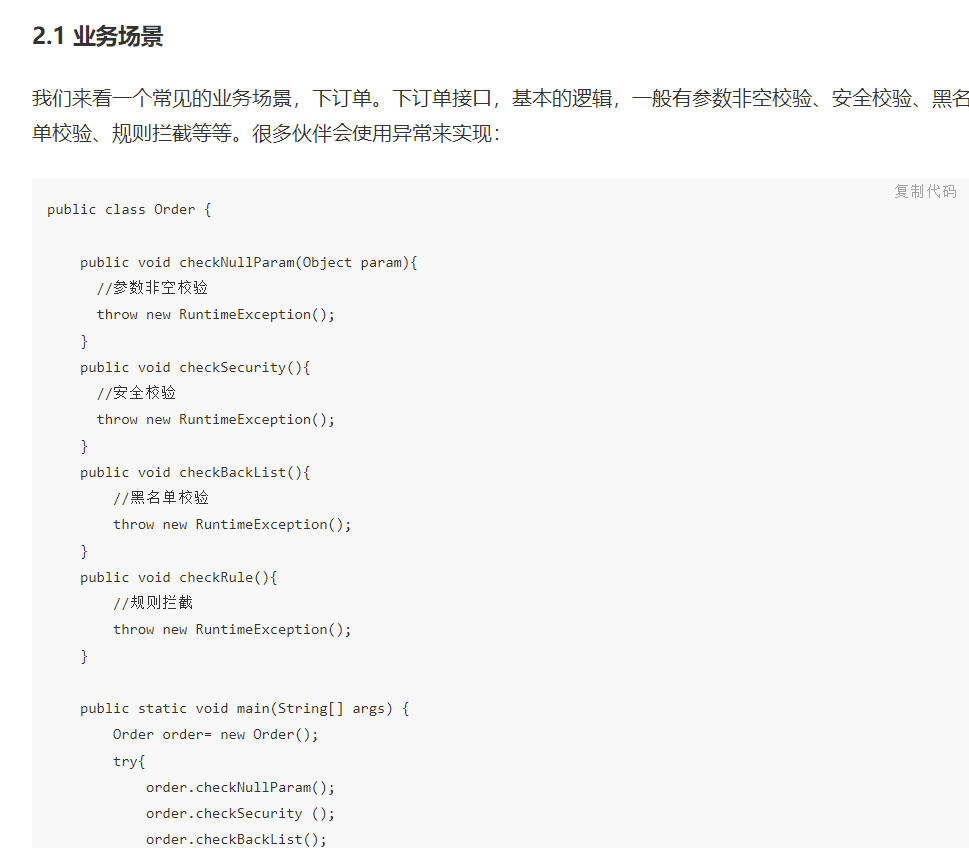 2.1 业务场景
我们来看一个常见的业务场景，下订单。下订单接口，基本的逻辑，一般有参数非空校验、安全校验、黑名
单校验、规则拦截等等。很多伙伴会使用异常来实现：
复制代码
public class Order {
    public void checkNullParam(Object param){
      //参数非空校验
      throw new RuntimeException();
    }
    public void checkSecurity(){
      //安全校验
      throw new RuntimeException();
    }
    public void checkBackList(){
        //黑名单校验
        throw new RuntimeException();
    }
    public void checkRule(){
        //规则拦截
        throw new RuntimeException();
    }
    public static void main(String[] args) {
        Order order= new Order();
        try{
            order.checkNullParam();
            order.checkSecurity ();
            order.checkBackList();